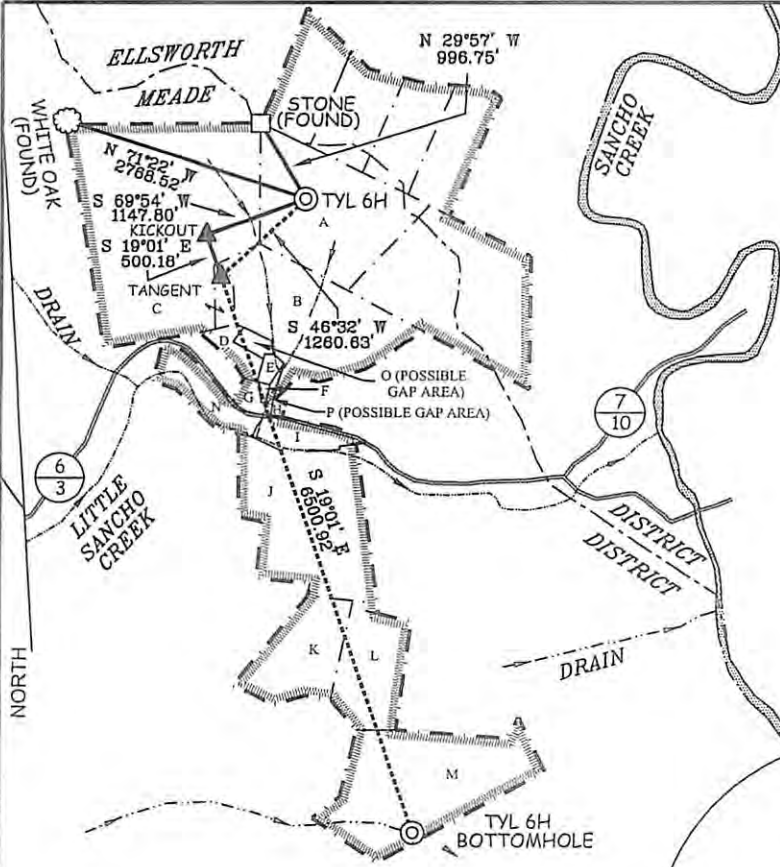 ELLSWORTH
MEADE
N 29°57' W
996.75'
STONE
(FOUND)
WHITE OAK
(FOUND)
SANCHO
CREEK
N 71°22' W
2768.52'
S 69°54' W
1147.80'
KICKOUT
S 19°01' E
500.16'
TYL 6H
A
DRAIN
TANGENT
C
B
S 46°32' W
1260.63'
D
E
O (POSSIBLE
GAP AREA)
F
G
H
P (POSSIBLE GAP AREA)
N
I
7
10
6
3
LITTLE
SANCHO
CREEK
J
S 19°01' E
6500.92'
DISTRICT
DISTRICT
K
L
DRAIN
NORTH
M
TYL 6H
BOTTOMHOLE